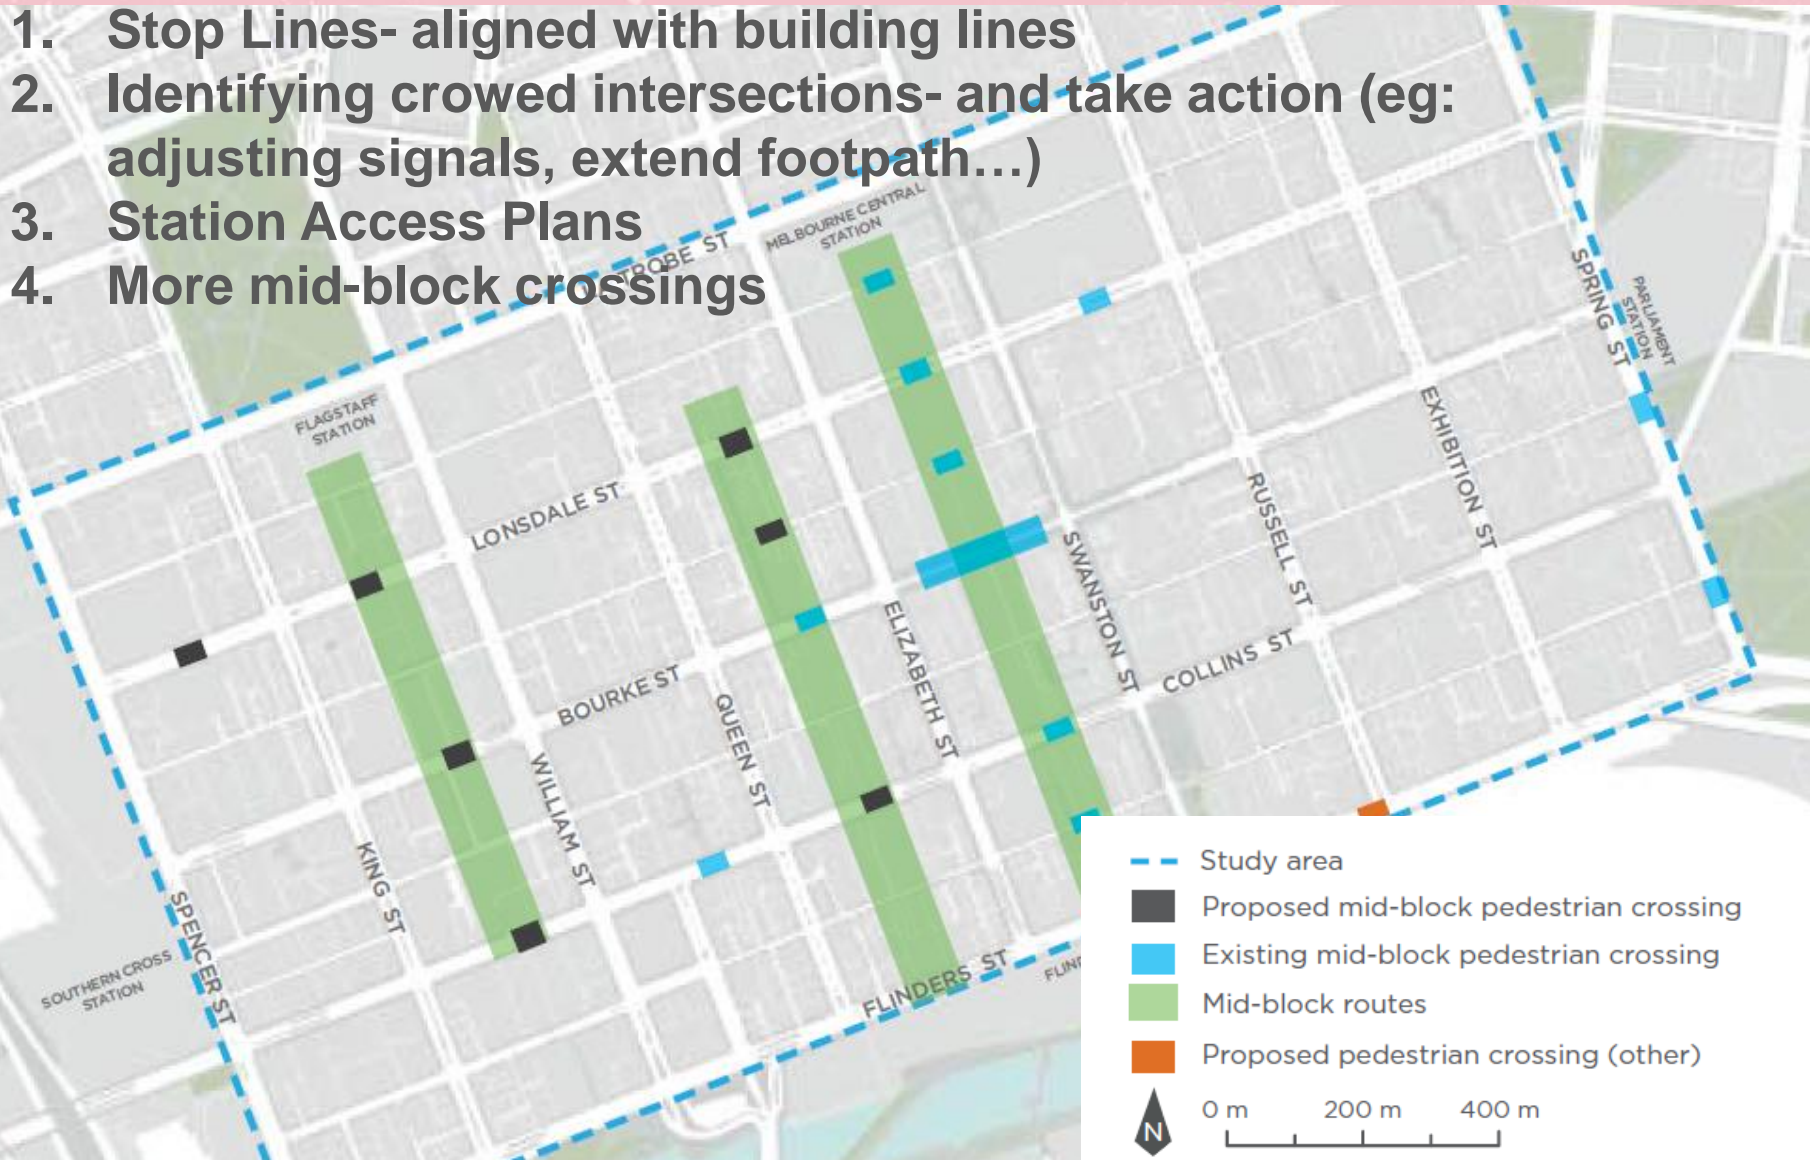 1. Stop Lines- aligned with building lines
2. Identifying crowed intersections- and take action (eg:
adjusting signals, extend footpath…)
3. Station Access Plans
4. More mid-block crossings
TROBE ST
MELBOURNE CENTRAL
STATION
SPRING ST
PARLIAMENT
STATION
FLAGSTAFF
STATION
EXHIBITION ST
LONSDALE ST
RUSSELL ST
SWANSTON ST
ELIZABETH ST
COLLINS ST
BOURKE ST
QUEEN ST
WILLIAM ST
KING ST
SPENCER ST
SOUTHERN CROSS
STATION
FLINDERS ST
Study area
Proposed mid-block pedestrian crossing
Existing mid-block pedestrian crossing
Mid-block routes
Proposed pedestrian crossing (other)
N
0 m 200 m 400 m